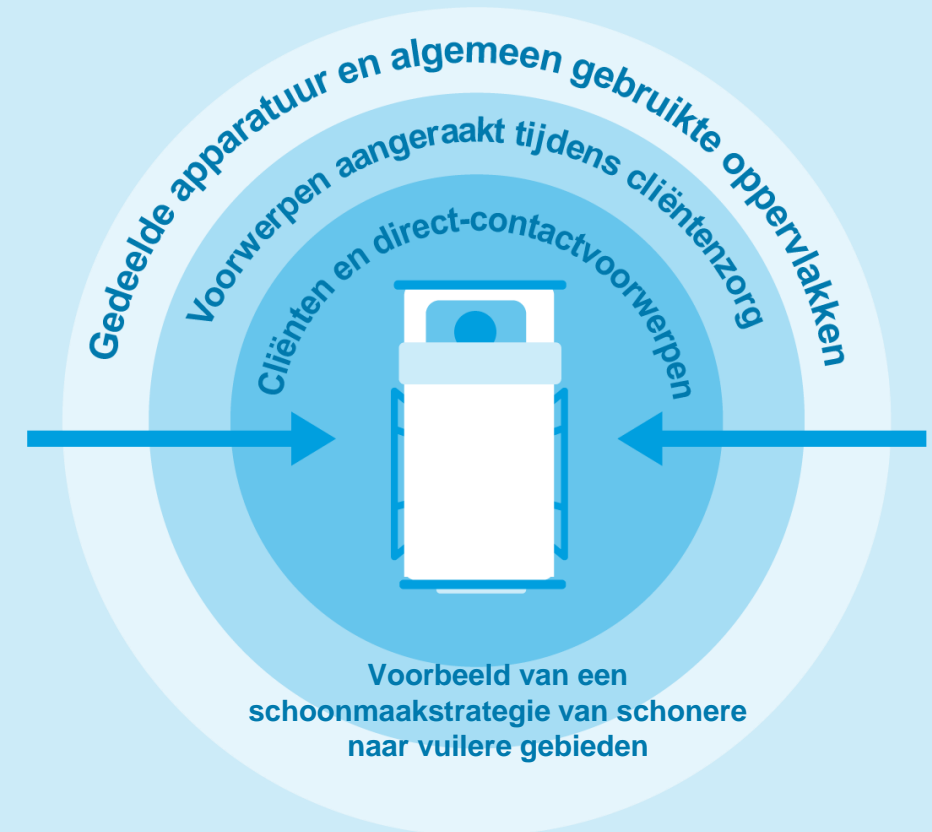 Gedeelde apparatuur en algemeen gebruikte oppervlakken
Voorwerpen aangeraakt tijdens cliëntenzorg
Cliënten en direct-contactvoorwerpen
Voorbeeld van een
schoonmaakstrategie van schonere
naar vuilere gebieden